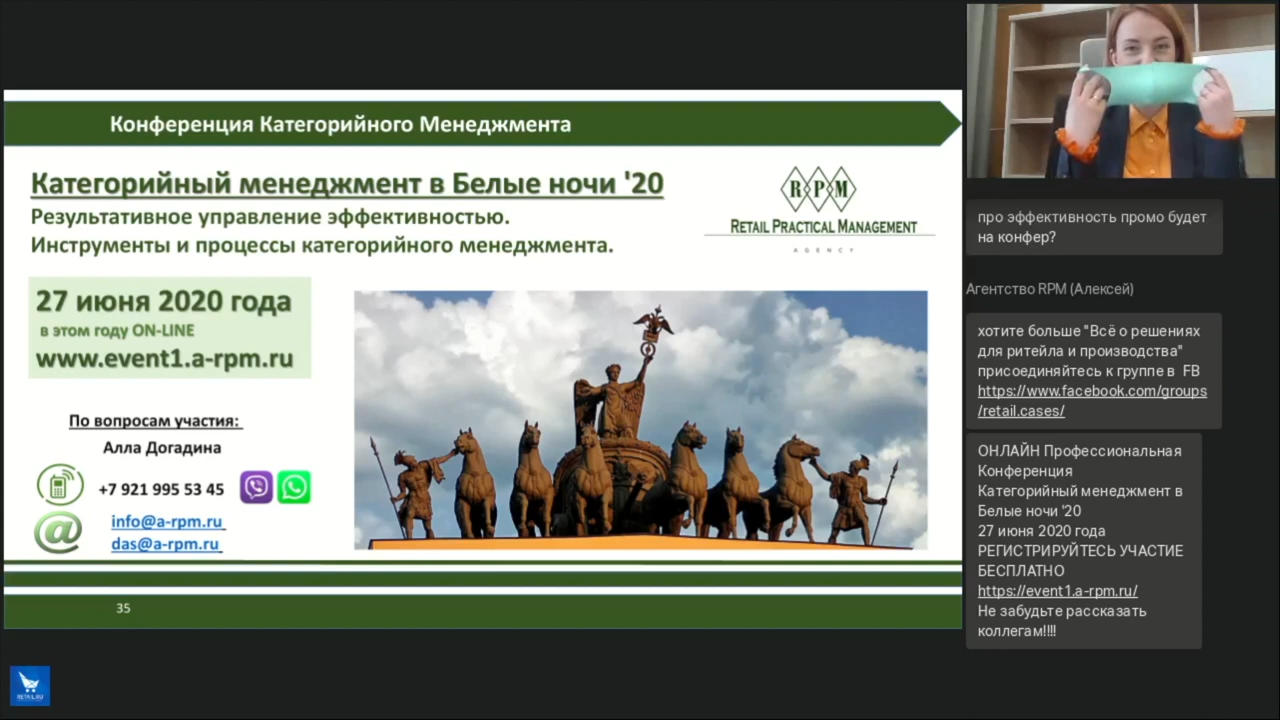 Конференция Категорийного Менеджмента
Категорийный менеджмент в Белые ночи '20
Результативное управление эффективностью.
Инструменты и процессы категорийного менеджмента.
RPM
RETAIL PRACTICAL MANAGEMENT
AGENCY
27 июня 2020 года
в этом году ON-LINE
www.event1.a-rpm.ru
По вопросам участия:
Алла Догадина
+7 921 995 53 45
@
info@a-rpm.ru
das@a-rpm.ru
35
RETAIL.RU
про эффективность промо будет
на конфер?
Агентство RPM (Алексей)
хотите больше "Всё о решениях
для ритейла и производства"
присоединяйтесь к группе в FB
https://www.facebook.com/groups
/retail.cases/
ОНЛАЙН Профессиональная
Конференция
Категорийный менеджмент в
Белые ночи '20
27 июня 2020 года
РЕГИСТРИРУЙТЕСЬ УЧАСТИЕ
БЕСПЛАТНО
https://event1.a-rpm.ru/
Не забудьте рассказать
коллегам!!!!